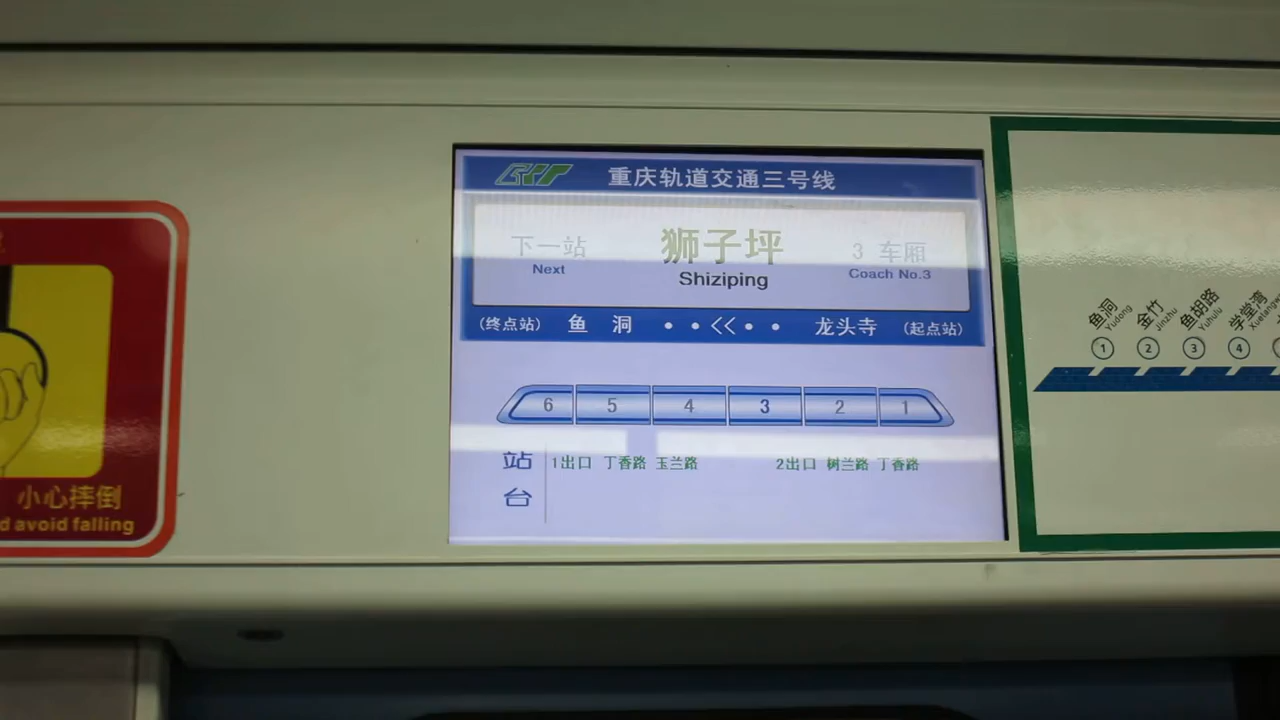 重庆轨道交通三号线
下一站 狮子坪 3 车厢
Next Shiziping Coach No.3
(终点站) 鱼 洞 • • << • • 龙头寺 (起点站)
6 5 4 3 2 1
站台 1出口 丁香路 玉兰路 2出口 树兰路 丁香路
小心摔倒
d avoid falling
鱼洞 Yudong
金竹 Jinzhu
鱼胡路 Yuhulu
学堂湾
1 2 3 4